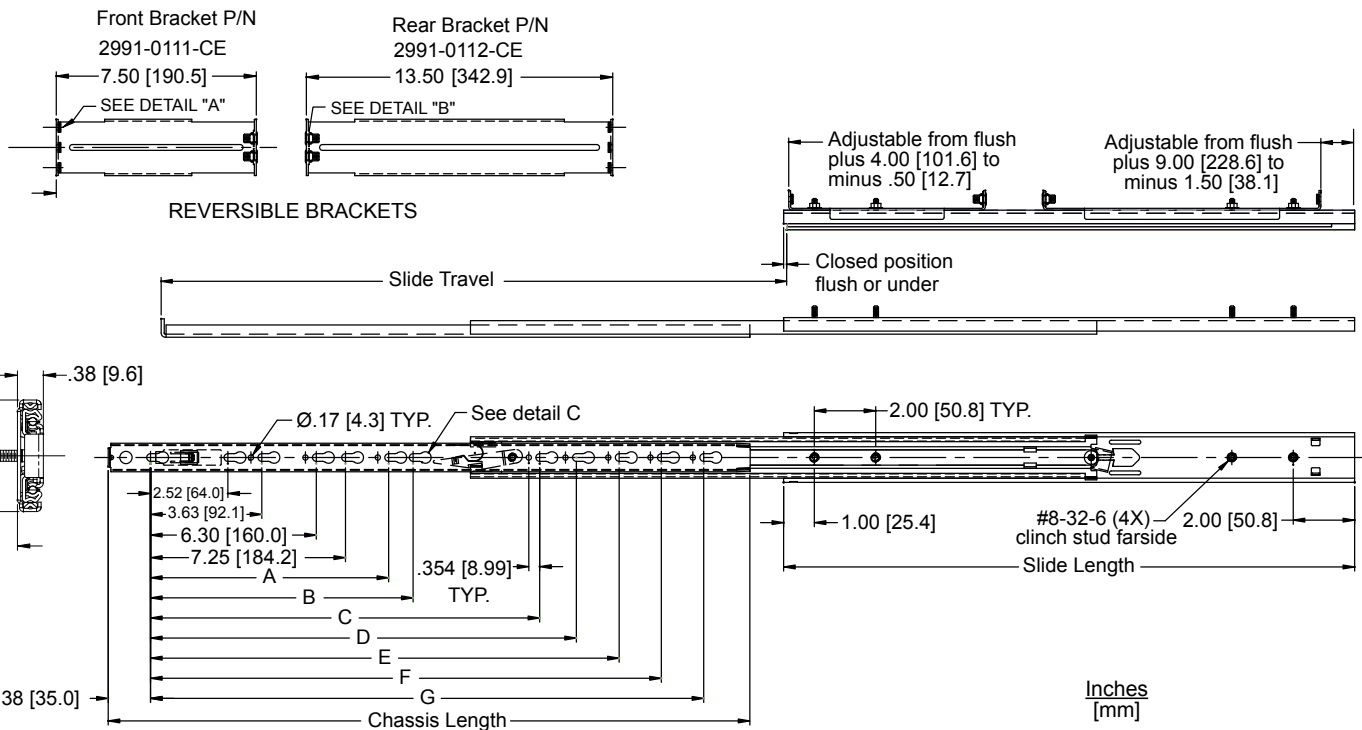 Front Bracket P/N
2991-0111-CE
7.50 [190.5]
SEE DETAIL "A"
Rear Bracket P/N
2991-0112-CE
13.50 [342.9]
SEE DETAIL "B"
REVERSIBLE BRACKETS
Adjustable from flush
plus 4.00 [101.6] to
minus .50 [12.7]
Adjustable from flush
plus 9.00 [228.6] to
minus 1.50 [38.1]
Slide Travel
Closed position
flush or under
.38 [9.6]
Ø.17 [4.3] TYP.
See detail C
2.00 [50.8] TYP.
2.52 [64.0]
3.63 [92.1]
6.30 [160.0]
7.25 [184.2]
A
B
C
D
E
F
G
.354 [8.99]
TYP.
1.00 [25.4]
#8-32-6 (4X)
clinch stud farside
2.00 [50.8]
Slide Length
38 [35.0]
Chassis Length
Inches
[mm]